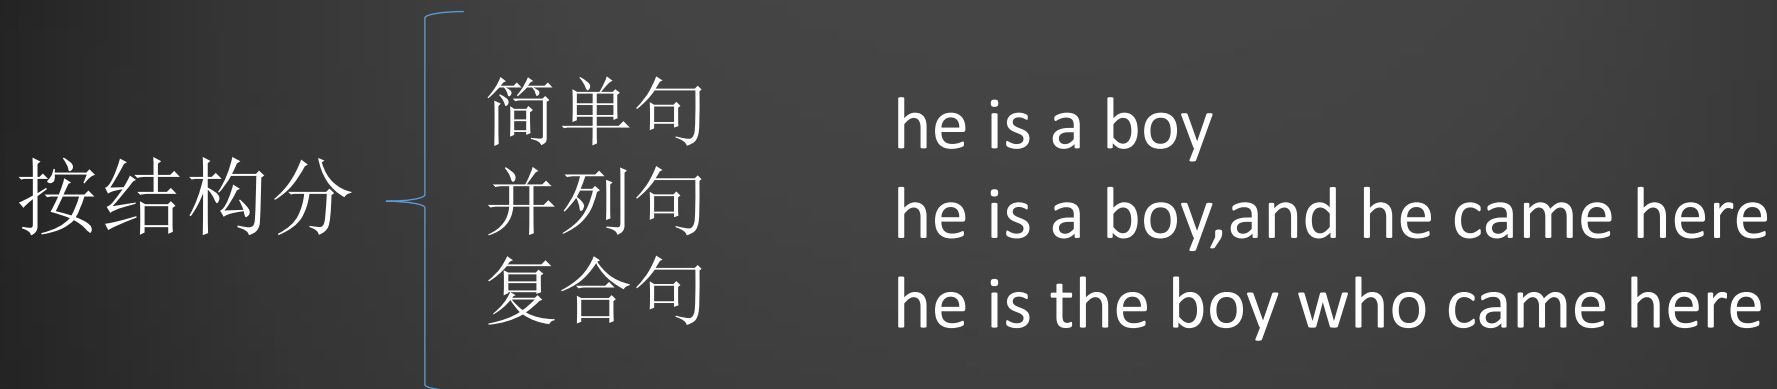 按结构分
简单句
并列句
复合句
he is a boy
he is a boy,and he came here
he is the boy who came here